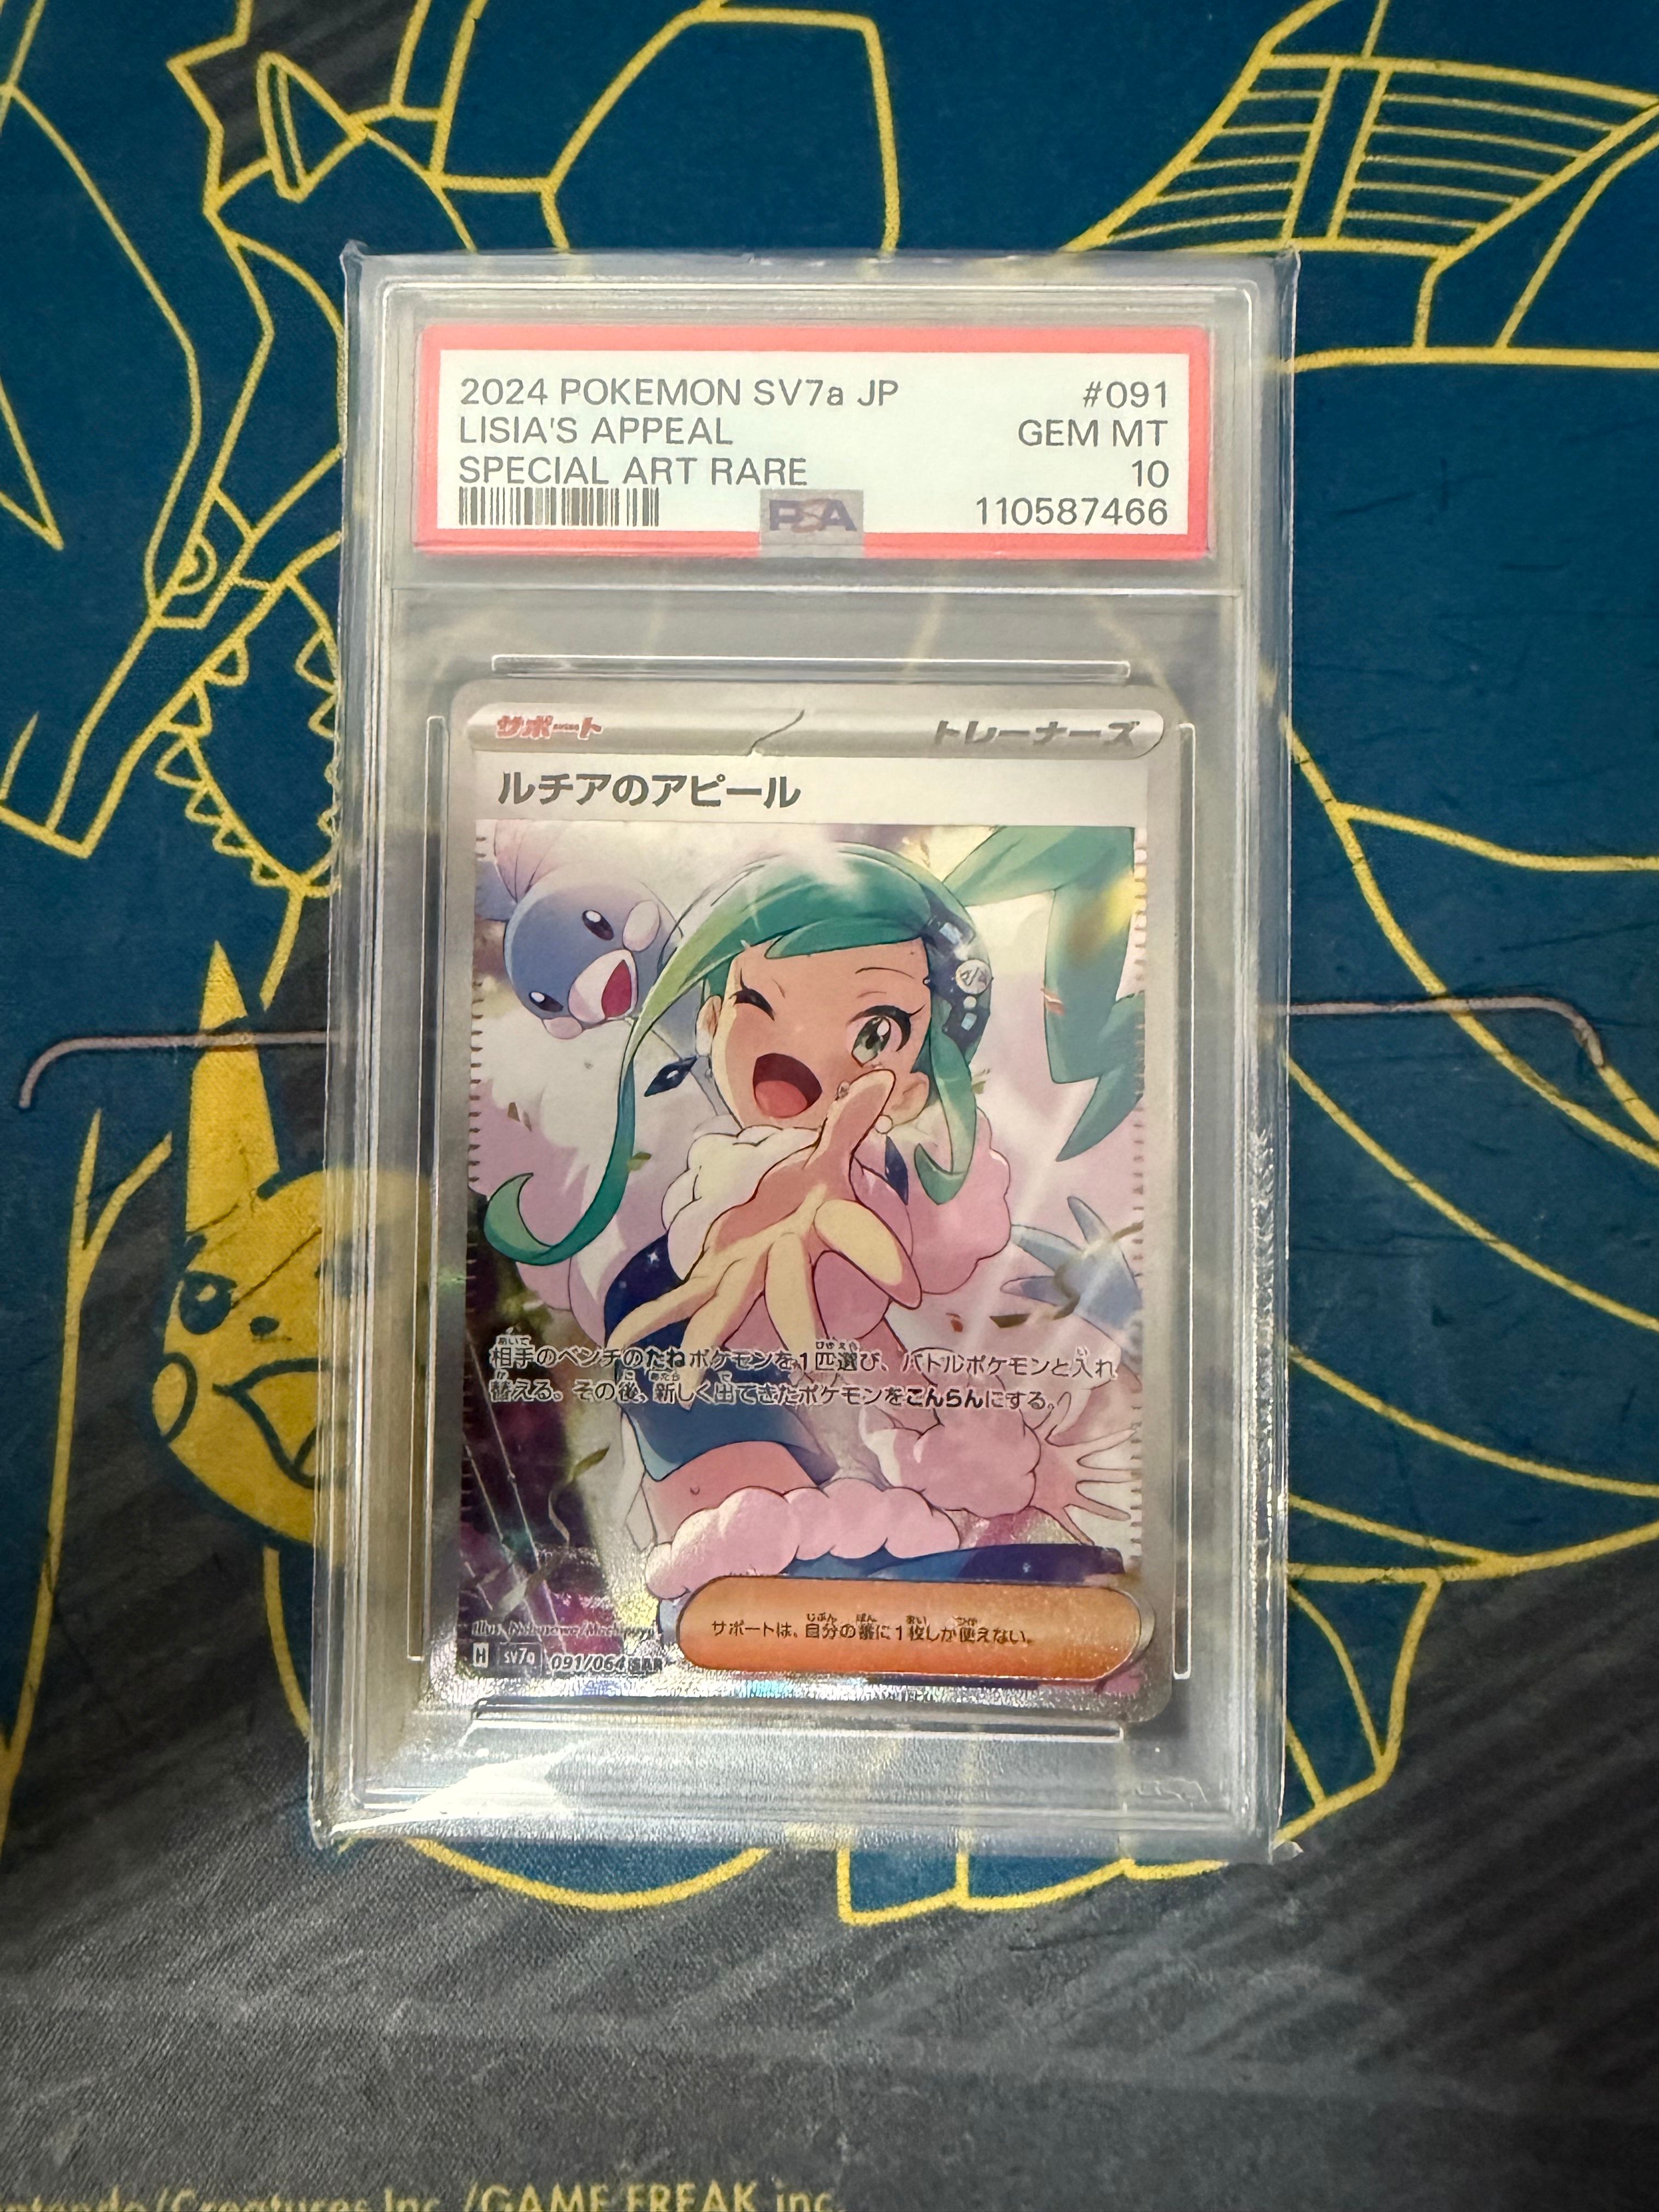 2024 POKEMON SV7a JP #091
LISIA'S APPEAL GEM MT
SPECIAL ART RARE 10
PSA 110587466
サポート トレーナーズ
ルチアのアピール
相手のベンチのたねポケモンを1匹選び、バトルポケモンと入れ
替える。その後、新しく出てきたポケモンをこんらんにする。
サポートは、自分の番に1枚しか使えない。
Illus.
H sv7a 091/064 SAR
Creatures Inc. /GAME FREAK inc.